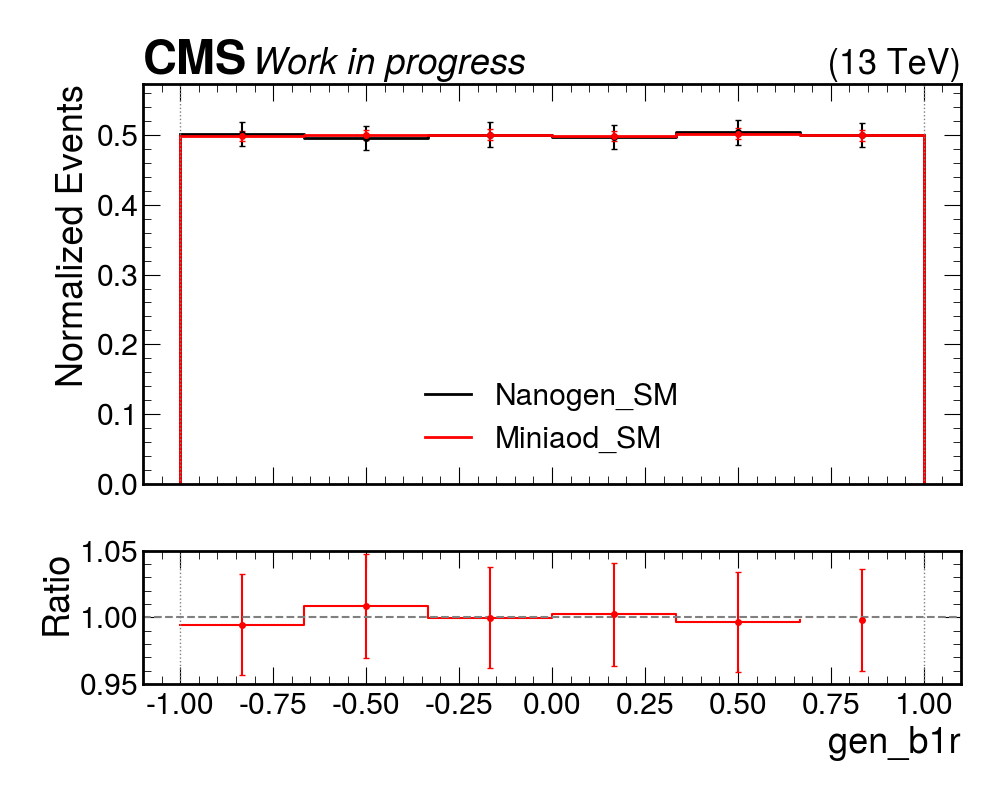 CMS Work in progress (13 TeV)
Normalized Events
0.5
0.4
0.3
0.2
0.1
0.0
Nanogen_SM
Miniaod_SM
Ratio
1.05
1.00
0.95
-1.00 -0.75 -0.50 -0.25 0.00 0.25 0.50 0.75 1.00
gen_b1r